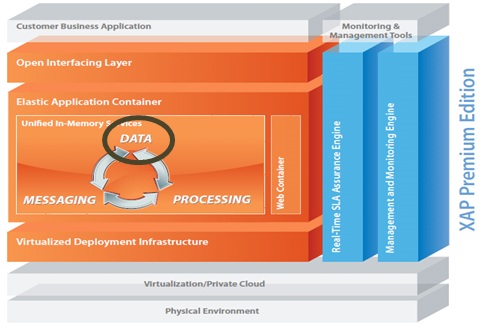 Customer Business Application
Monitoring &
Management Tools
Open Interfacing Layer
Elastic Application Container
Unified In-Memory Services
DATA
MESSAGING
PROCESSING
Web Container
Real-Time SLA Assurance Engine
Management and Monitoring Engine
XAP Premium Edition
Virtualized Deployment Infrastructure
Virtualization/Private Cloud
Physical Environment